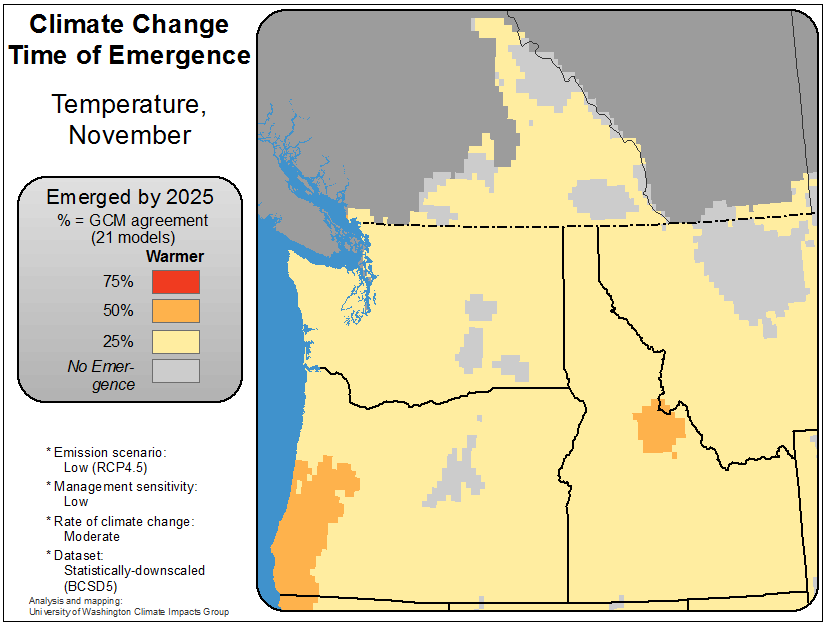 Climate Change
Time of Emergence
Temperature,
November
Emerged by 2025
% = GCM agreement
(21 models)
Warmer
75%
50%
25%
No Emer-
gence
* Emission scenario:
Low (RCP4.5)
* Management sensitivity:
Low
* Rate of climate change:
Moderate
* Dataset:
Statistically-downscaled
(BCSD5)
Analysis and mapping:
University of Washington Climate Impacts Group